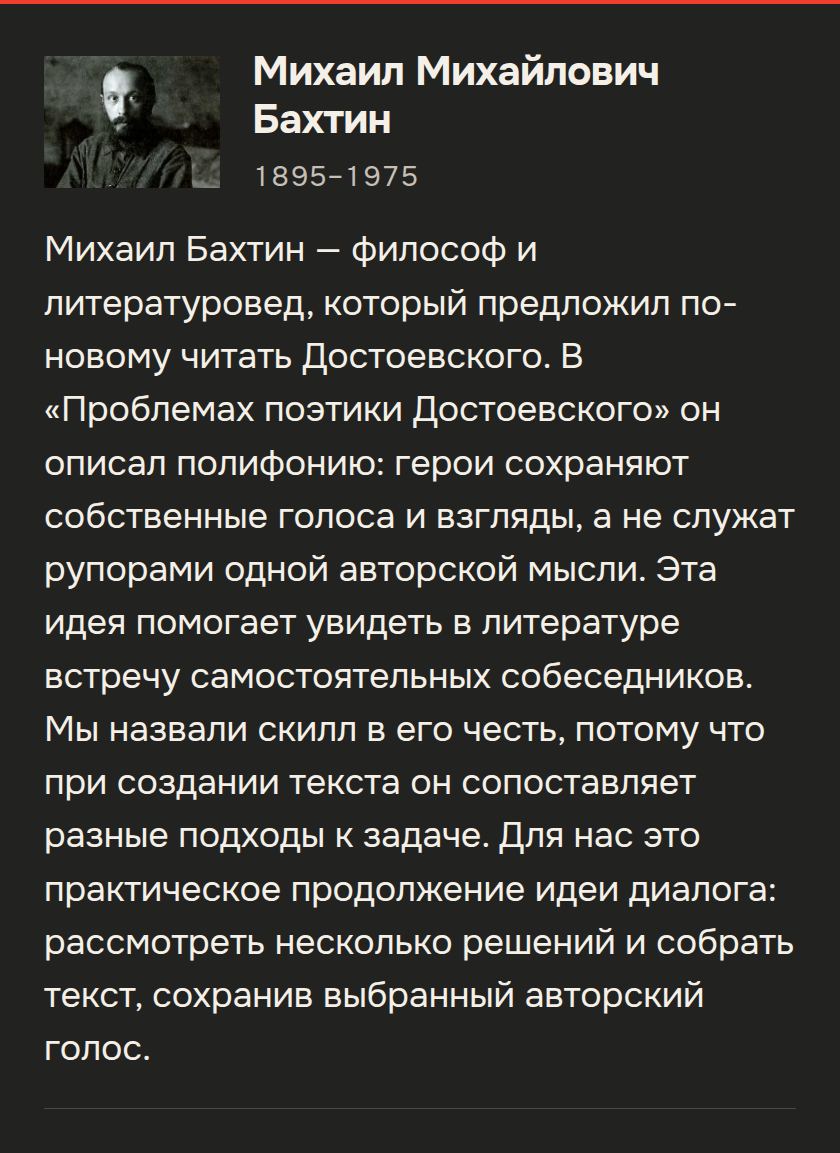 Михаил Михайлович
Бахтин
1895–1975
Михаил Бахтин — философ и
литературовед, который предложил по-
новому читать Достоевского. В
«Проблемах поэтики Достоевского» он
описал полифонию: герои сохраняют
собственные голоса и взгляды, а не служат
рупорами одной авторской мысли. Эта
идея помогает увидеть в литературе
встречу самостоятельных собеседников.
Мы назвали скилл в его честь, потому что
при создании текста он сопоставляет
разные подходы к задаче. Для нас это
практическое продолжение идеи диалога:
рассмотреть несколько решений и собрать
текст, сохранив выбранный авторский
голос.